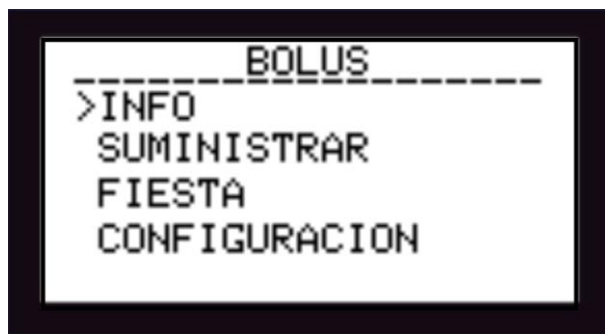 BOLUS
>INFO
SUMINISTRAR
FIESTA
CONFIGURACION